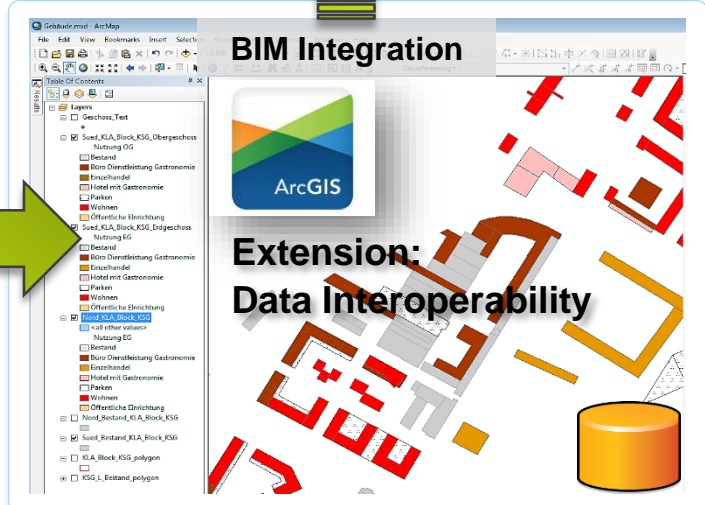 Gebäude.mxd - ArcMap
File Edit View Bookmarks Insert Selection
BIM Integration
Table Of Contents
Results
Layers
Geschoss_Text
Sued_KLA_Block_KSG_Obergeschoss
Nutzung OG
Bestand
Büro Dienstleistung Gastronomie
Einzelhandel
Hotel mit Gastronomie
Parken
Wohnen
Öffentliche Einrichtung
Sued_KLA_Block_KSG_Erdgeschoss
Nutzung EG
Bestand
Büro Dienstleistung Gastronomie
Einzelhandel
Hotel mit Gastronomie
Parken
Wohnen
Öffentliche Einrichtung
Nord_KLA_Block_KSG
<all other values>
Nutzung EG
Bestand
Büro Dienstleistung Gastronomie
Einzelhandel
Hotel mit Gastronomie
Parken
Wohnen
Öffentliche Einrichtung
Nord_Bestand_KLA_Block_KSG
Sued_Bestand_KLA_Block_KSG
KLA_Block_KSG_polygon
KSG_L_Bestand_polygon
ArcGIS
Extension:
Data Interoperability